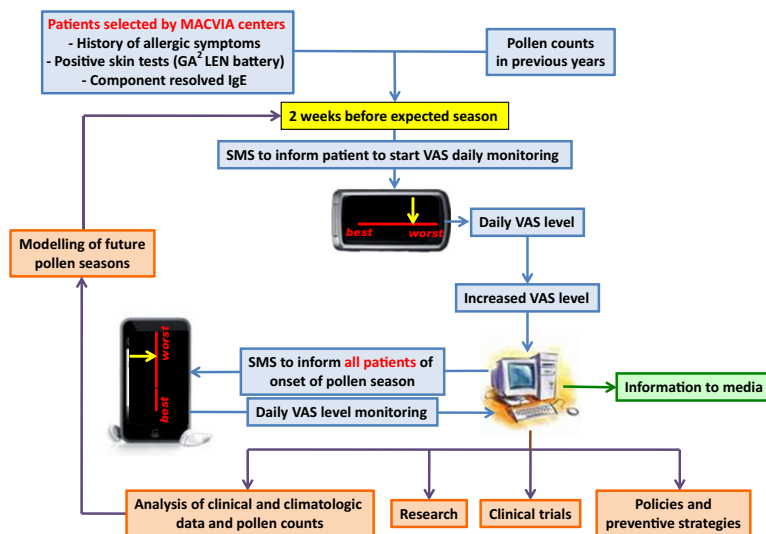 Patients selected by MACVIA centers
- History of allergic symptoms
- Positive skin tests (GA² LEN battery)
- Component resolved IgE
Pollen counts
in previous years
2 weeks before expected season
SMS to inform patient to start VAS daily monitoring
best worst
Daily VAS level
Modelling of future
pollen seasons
Increased VAS level
worst
best
SMS to inform all patients of
onset of pollen season
Information to media
Daily VAS level monitoring
Analysis of clinical and climatologic
data and pollen counts
Research
Clinical trials
Policies and
preventive strategies